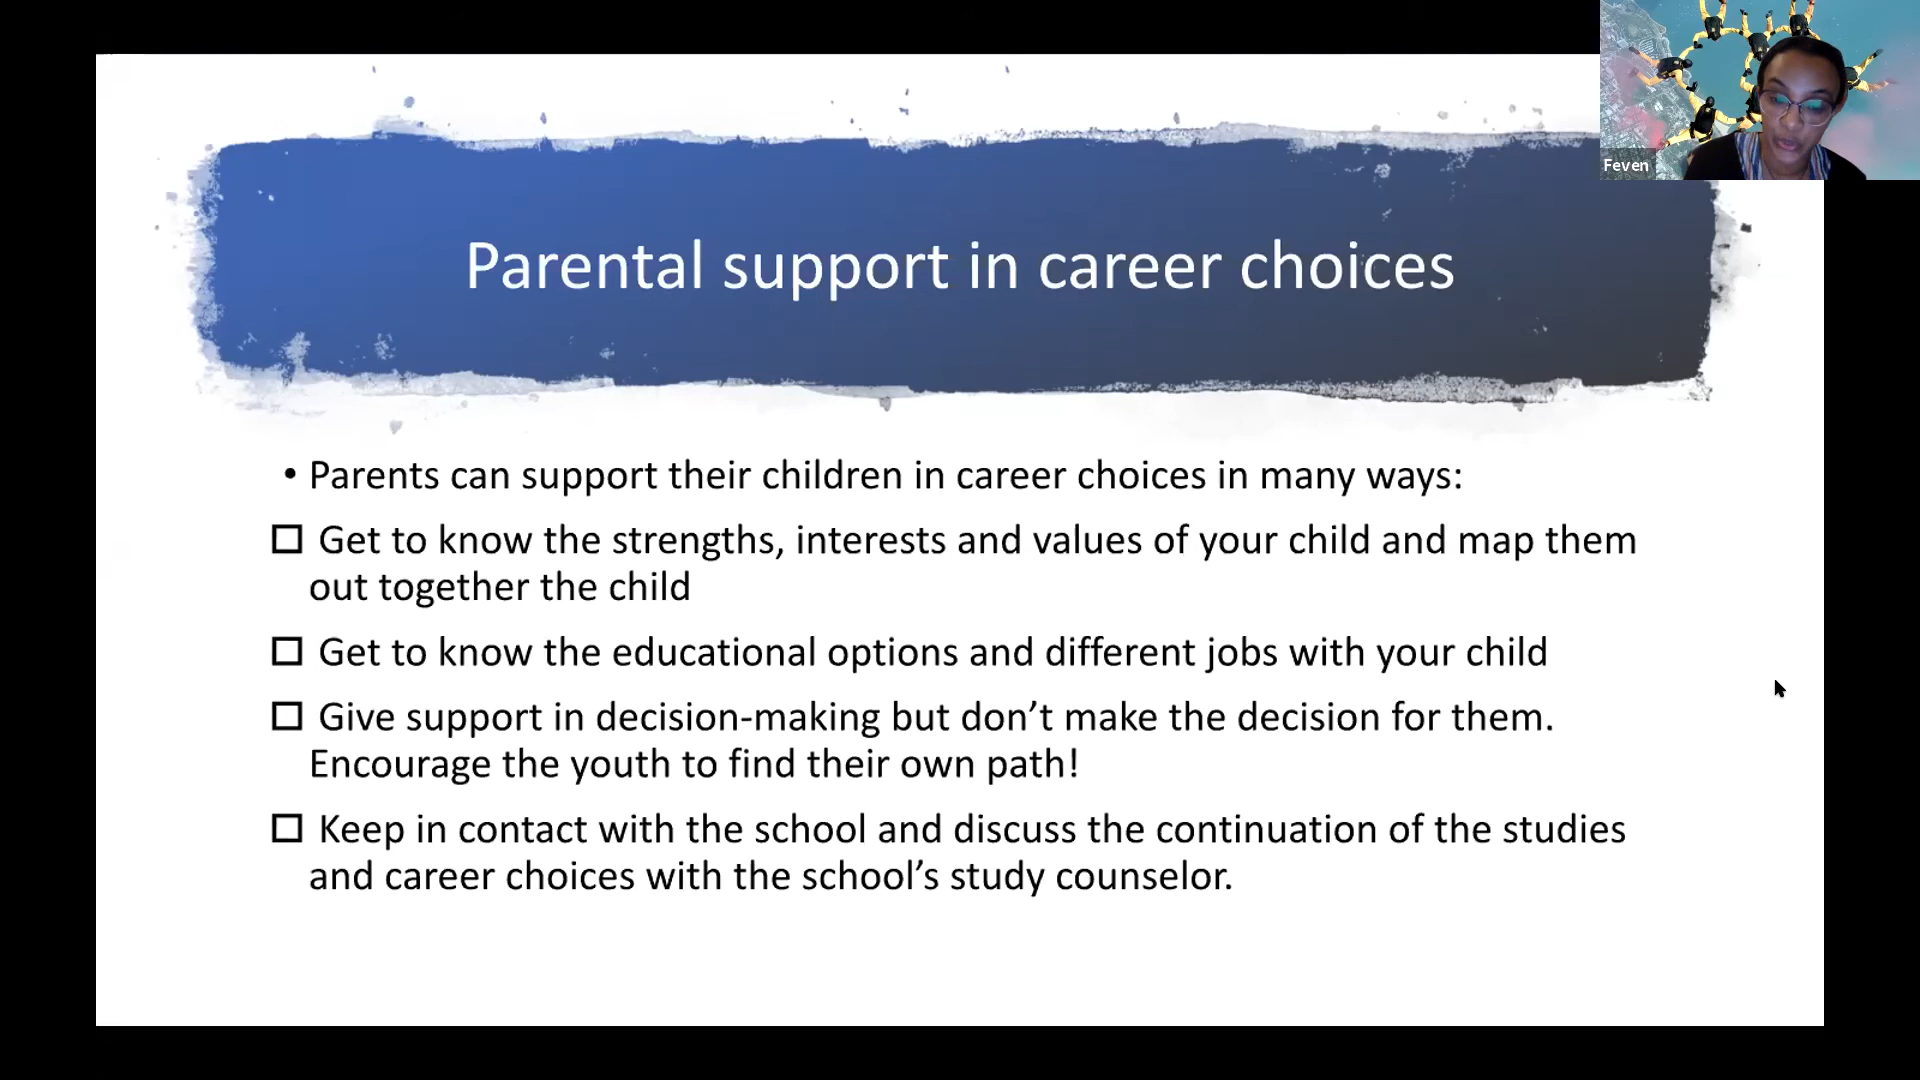 Feven
Parental support in career choices
• Parents can support their children in career choices in many ways:
☐ Get to know the strengths, interests and values of your child and map them
out together the child
☐ Get to know the educational options and different jobs with your child
☐ Give support in decision-making but don’t make the decision for them.
Encourage the youth to find their own path!
☐ Keep in contact with the school and discuss the continuation of the studies
and career choices with the school’s study counselor.